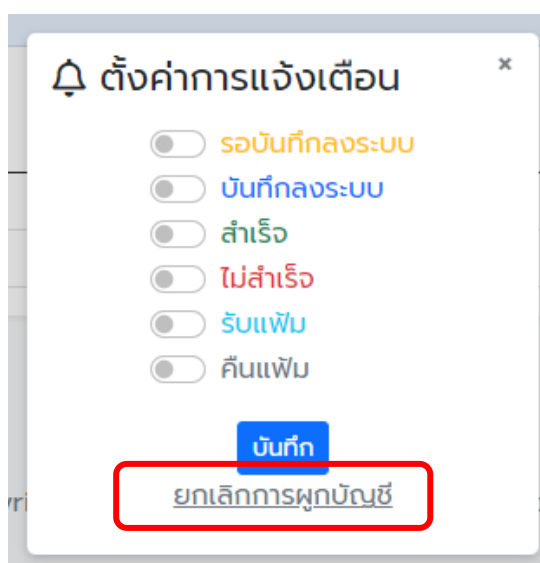 ตั้งค่าการแจ้งเตือน
รอบันทึกลงระบบ
บันทึกลงระบบ
สำเร็จ
ไม่สำเร็จ
รับแฟ้ม
คืนแฟ้ม
บันทึก
ยกเลิกการผูกบัญชี